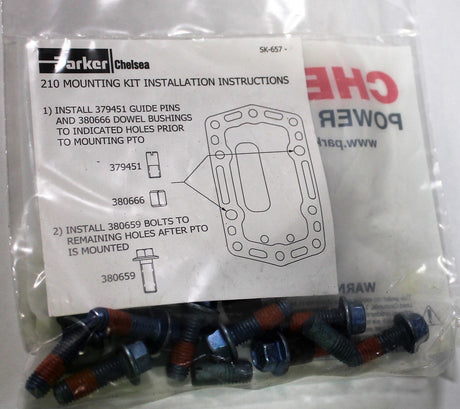 Parker Chelsea
SK-657 -
210 MOUNTING KIT INSTALLATION INSTRUCTIONS
1) INSTALL 379451 GUIDE PINS
AND 380666 DOWEL BUSHINGS
TO INDICATED HOLES PRIOR
TO MOUNTING PTO
379451
380666
2) INSTALL 380659 BOLTS TO
REMAINING HOLES AFTER PTO
IS MOUNTED
380659
CHE
POWER
www.park
WARN